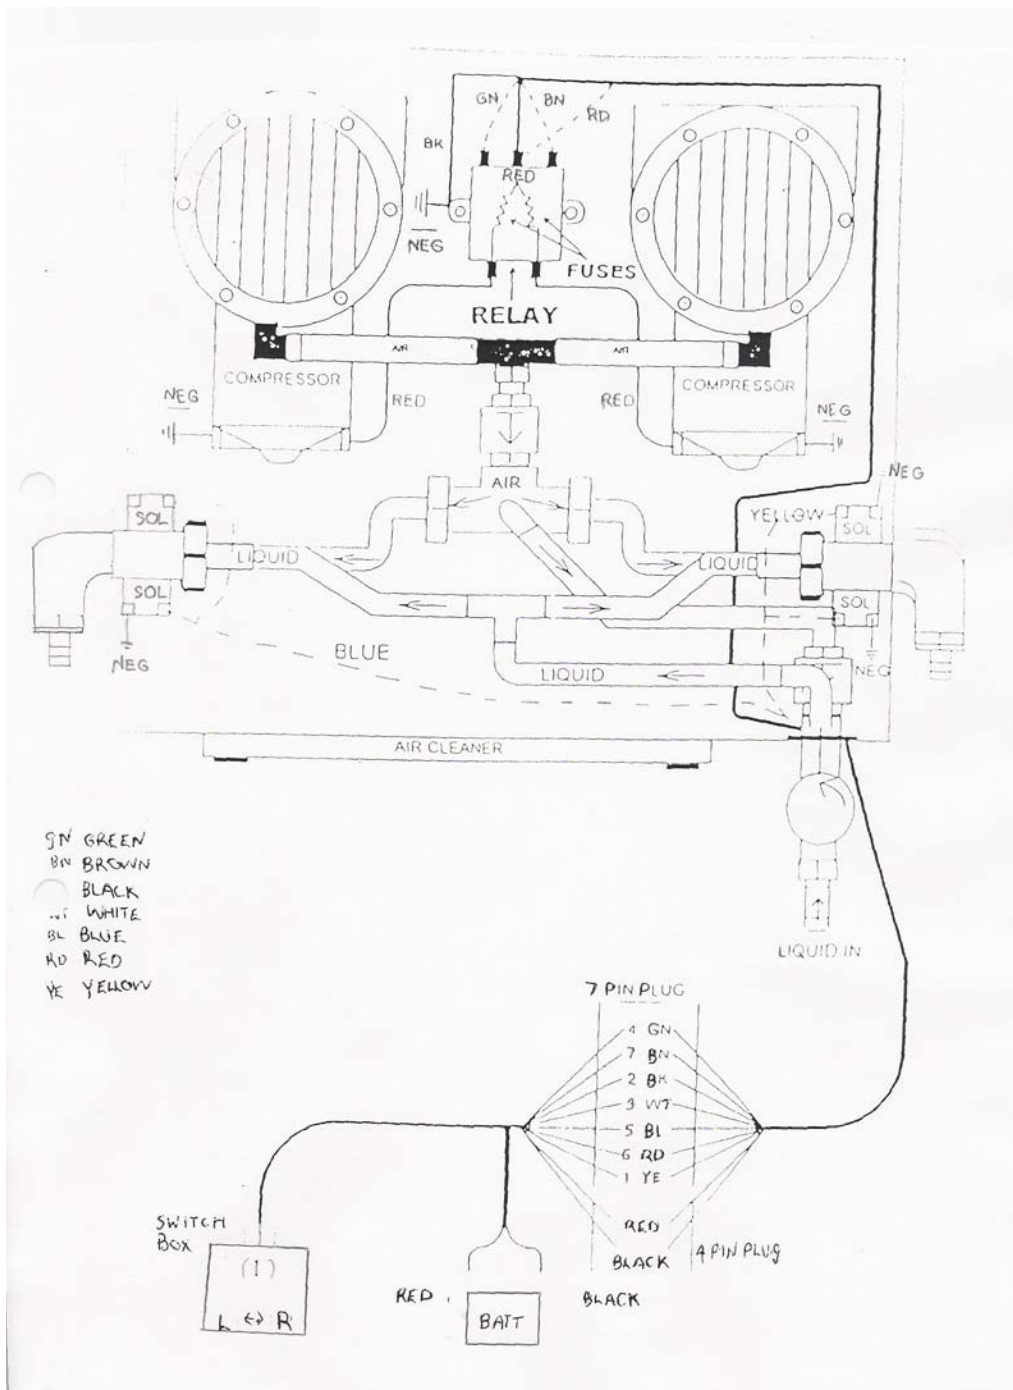 GN
BN
RD
BK
RED
NEG
FUSES
RELAY
AIR
AIR
COMPRESSOR
COMPRESSOR
NEG
RED
RED
NEG
AIR
NEG
SOL
YELLOW
SOL
LIQUID
LIQUID
SOL
SOL
NEG
BLUE
NEG
LIQUID
AIR CLEANER
GN GREEN
BN BROWN
BLACK
WHITE
BL BLUE
RD RED
YE YELLOW
LIQUID IN
7 PIN PLUG
4 GN
7 BN
2 BK
3 WT
5 Bl
6 RD
1 YE
RED
BLACK
4 PIN PLUG
SWITCH
BOX
(1)
L ↔ R
RED
BATT
BLACK